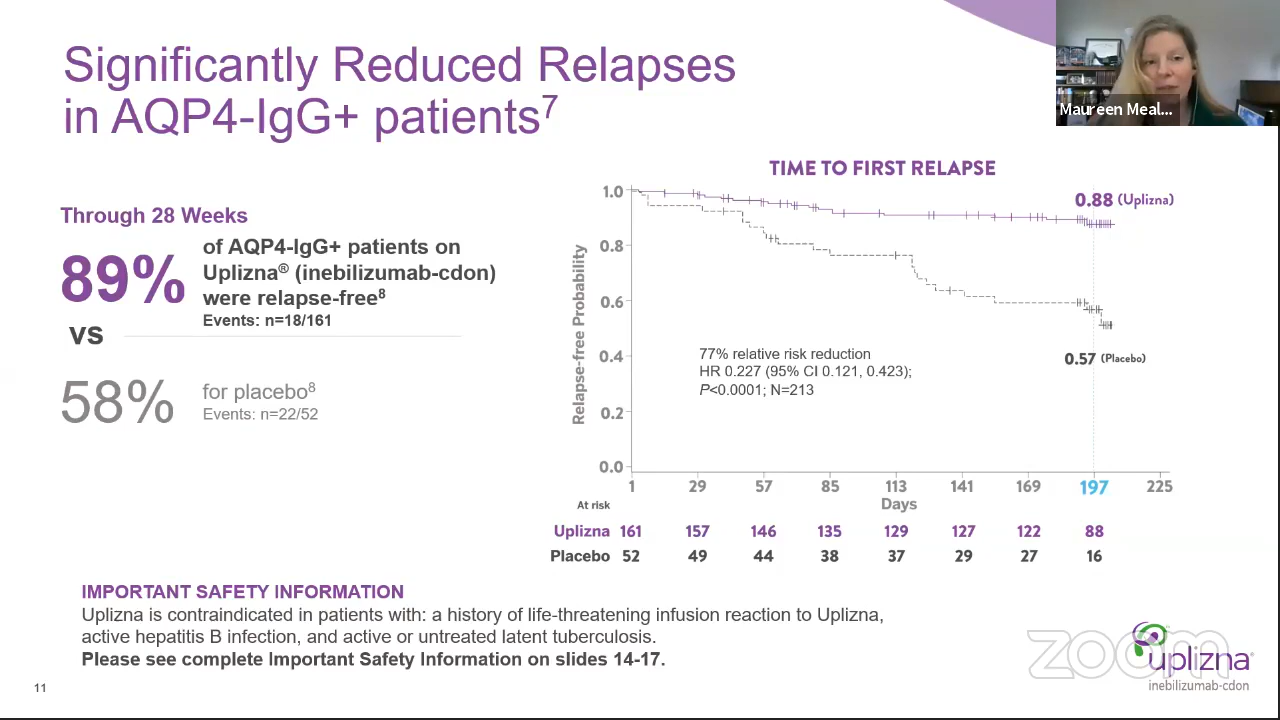 Significantly Reduced Relapses
in AQP4-IgG+ patients7
Maureen Meal...
Through 28 Weeks
89%
of AQP4-IgG+ patients on
Uplizna® (inebilizumab-cdon)
were relapse-free8
Events: n=18/161
vs
58%
for placebo8
Events: n=22/52
TIME TO FIRST RELAPSE
Relapse-free Probability
1.0
0.8
0.6
0.4
0.2
0.0
0.88 (Uplizna)
0.57 (Placebo)
77% relative risk reduction
HR 0.227 (95% CI 0.121, 0.423);
P<0.0001; N=213
1 29 57 85 113 141 169 197 225
At risk
Days
Uplizna 161 157 146 135 129 127 122 88
Placebo 52 49 44 38 37 29 27 16
IMPORTANT SAFETY INFORMATION
Uplizna is contraindicated in patients with: a history of life-threatening infusion reaction to Uplizna,
active hepatitis B infection, and active or untreated latent tuberculosis.
Please see complete Important Safety Information on slides 14-17.
zoom
uplizna®
inebilizumab-cdon
11